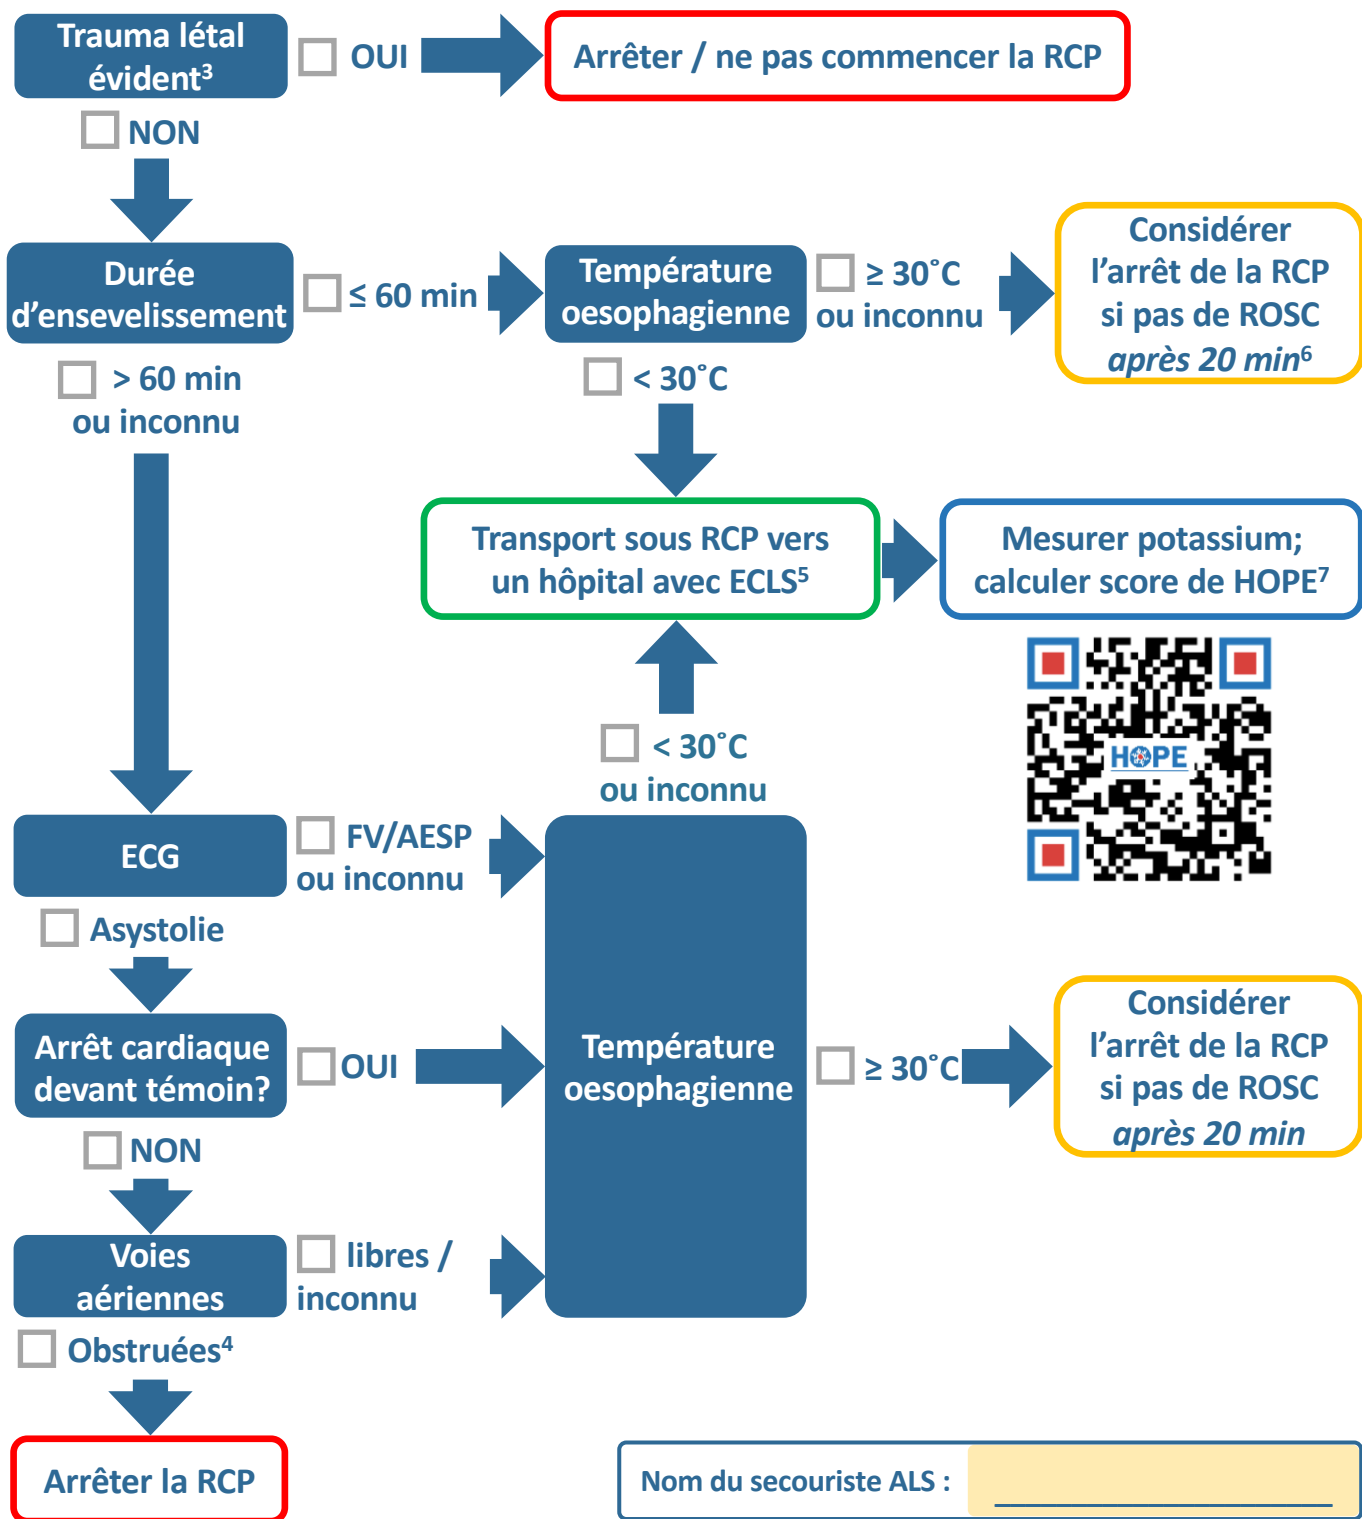 Trauma létal
évident³
OUI
Arrêter / ne pas commencer la RCP
NON
Durée
d'ensevelissement
≤ 60 min
Température
oesophagienne
≥ 30˚C
ou inconnu
Considérer
l'arrêt de la RCP
si pas de ROSC
après 20 min⁶
> 60 min
ou inconnu
< 30˚C
Transport sous RCP vers
un hôpital avec ECLS⁵
Mesurer potassium;
calculer score de HOPE⁷
HOPE
< 30˚C
ou inconnu
ECG
FV/AESP
ou inconnu
Asystolie
Arrêt cardiaque
devant témoin?
OUI
Température
oesophagienne
≥ 30˚C
Considérer
l'arrêt de la RCP
si pas de ROSC
après 20 min
NON
Voies
aériennes
libres /
inconnu
Obstruées⁴
Arrêter la RCP
Nom du secouriste ALS :